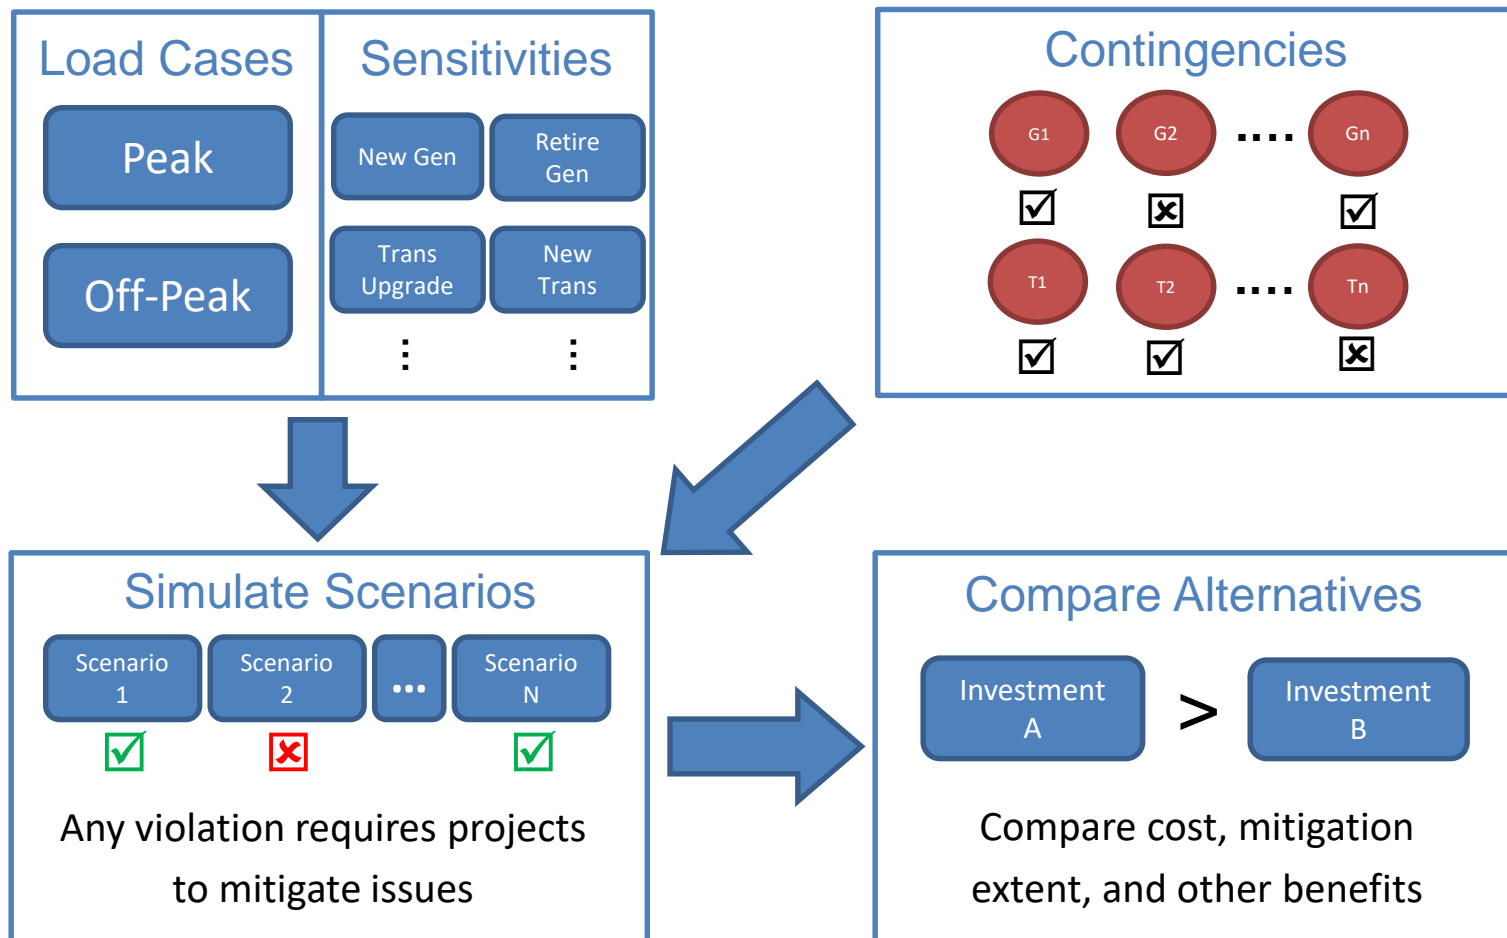 Load Cases
Peak
Off-Peak
Sensitivities
New Gen
Retire
Gen
Trans
Upgrade
New
Trans
⋮
⋮
Contingencies
G1
G2
....
Gn
☑
☒
☑
T1
T2
....
Tn
☑
☑
☒
Simulate Scenarios
Scenario
1
Scenario
2
...
Scenario
N
☑
☒
☑
Any violation requires projects
to mitigate issues
Compare Alternatives
Investment
A
>
Investment
B
Compare cost, mitigation
extent, and other benefits